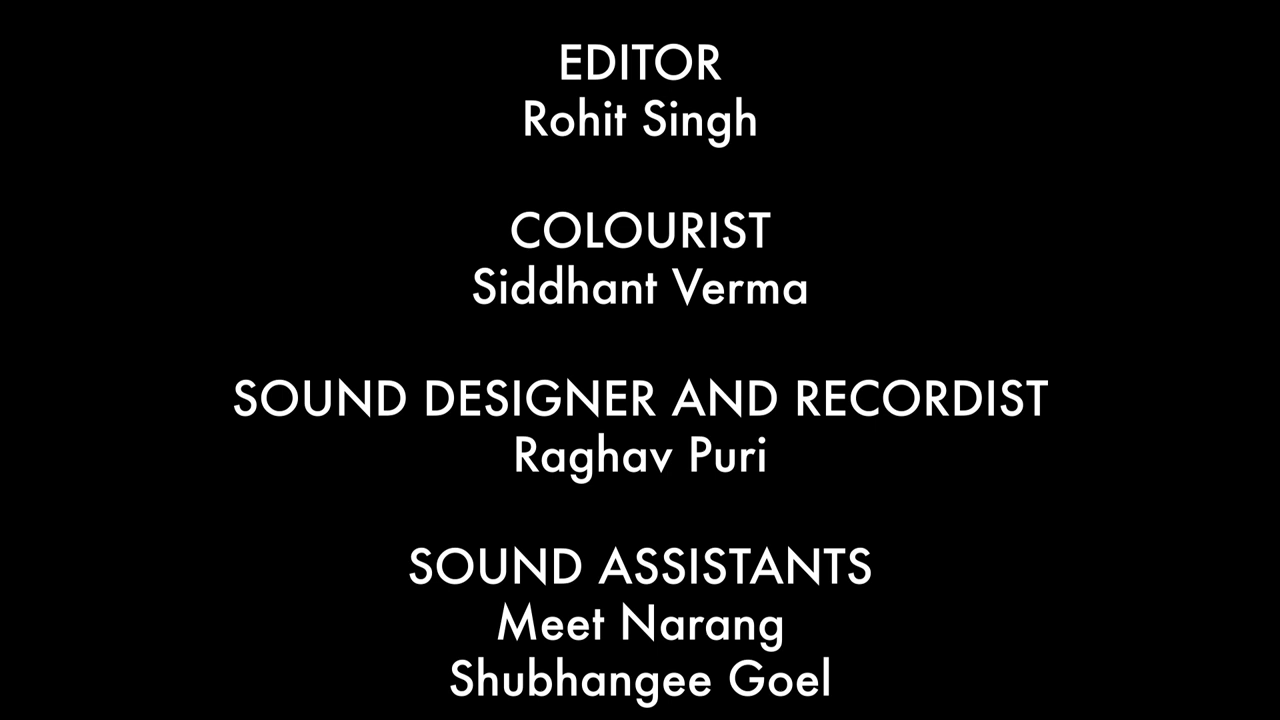 EDITOR
Rohit Singh
COLOURIST
Siddhant Verma
SOUND DESIGNER AND RECORDIST
Raghav Puri
SOUND ASSISTANTS
Meet Narang
Shubhangee Goel